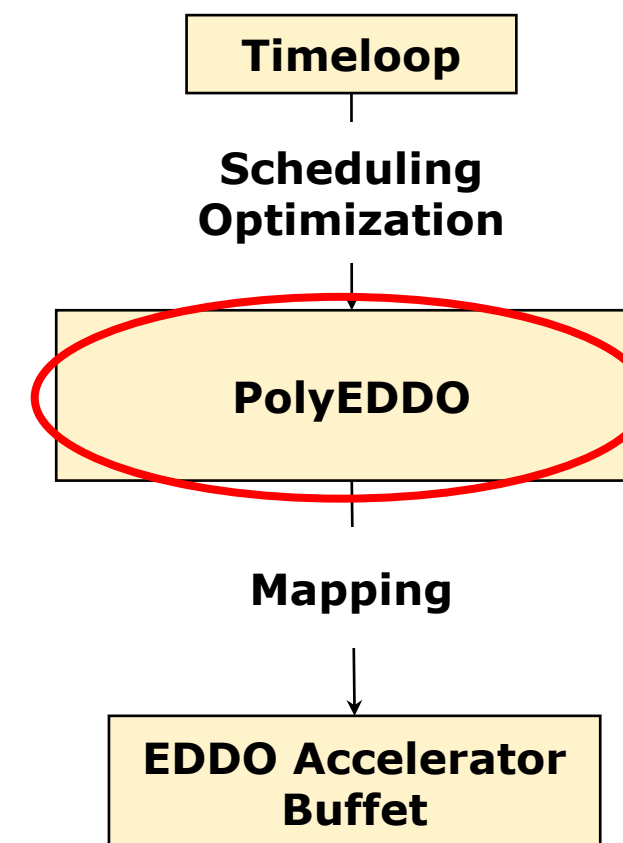 Timeloop
Scheduling
Optimization
PolyEDDO
Mapping
EDDO Accelerator
Buffet